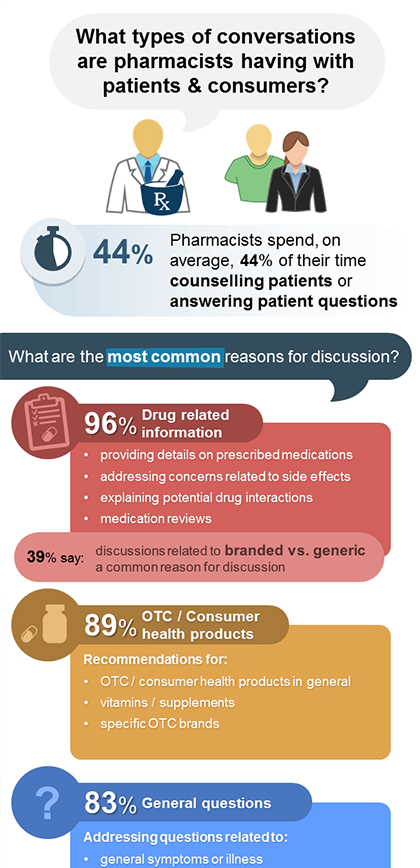 What types of conversations
are pharmacists having with
patients & consumers?
Rx
44%
Pharmacists spend, on
average, 44% of their time
counselling patients or
answering patient questions
What are the most common reasons for discussion?
96% Drug related
information
• providing details on prescribed medications
• addressing concerns related to side effects
• explaining potential drug interactions
• medication reviews
39% say: discussions related to branded vs. generic
a common reason for discussion
89% OTC / Consumer
health products
Recommendations for:
• OTC / consumer health products in general
• vitamins / supplements
• specific OTC brands
?
83% General questions
Addressing questions related to:
• general symptoms or illness